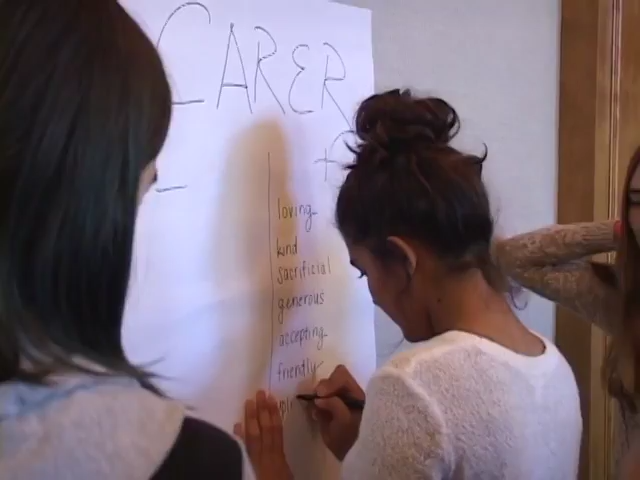 CARER
+
loving
kind
sacrificial
generous
accepting
friendly